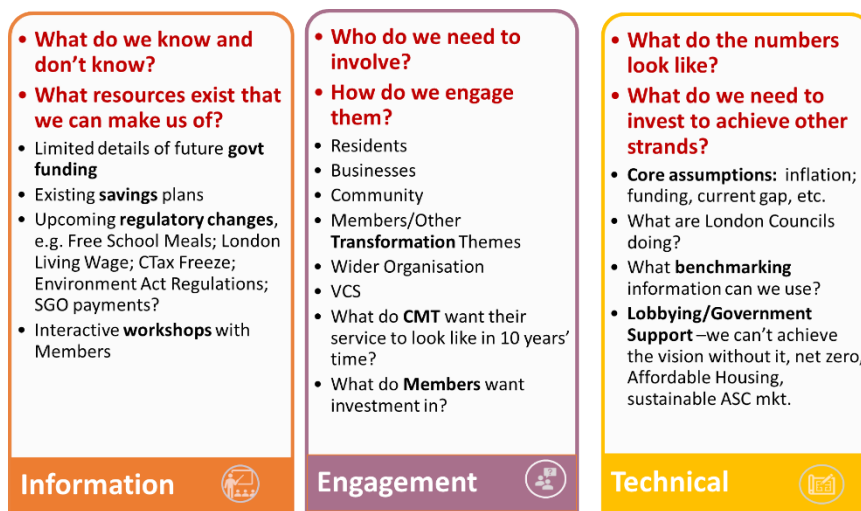 • What do we know and
don't know?
• What resources exist that
we can make us of?
• Limited details of future govt
funding
• Existing savings plans
• Upcoming regulatory changes,
e.g. Free School Meals; London
Living Wage; CTax Freeze;
Environment Act Regulations;
SGO payments?
• Interactive workshops with
Members
Information
• Who do we need to
involve?
• How do we engage
them?
• Residents
• Businesses
• Community
• Members/Other
Transformation Themes
• Wider Organisation
• VCS
• What do CMT want their
service to look like in 10 years'
time?
• What do Members want
investment in?
Engagement
• What do the numbers
look like?
• What do we need to
invest to achieve other
strands?
• Core assumptions: inflation;
funding, current gap, etc.
• What are London Councils
doing?
• What benchmarking
information can we use?
• Lobbying/Government
Support –we can't achieve
the vision without it, net zero,
Affordable Housing,
sustainable ASC mkt.
Technical